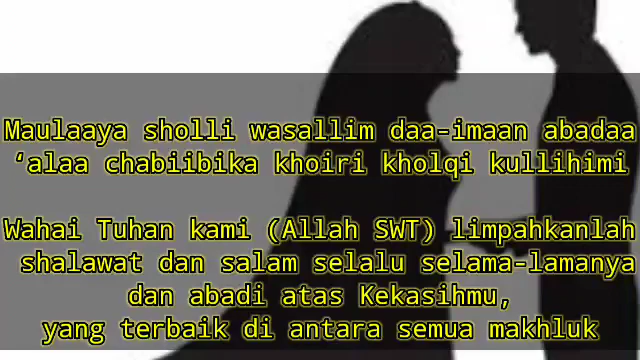 Maulaaya sholli wasallim daa-imaan abadaa
‘alaa chabiibika khoiri kholqi kullihimi
Wahai Tuhan kami (Allah SWT) limpahkanlah
shalawat dan salam selalu selama-lamanya
dan abadi atas Kekasihmu,
yang terbaik di antara semua makhluk